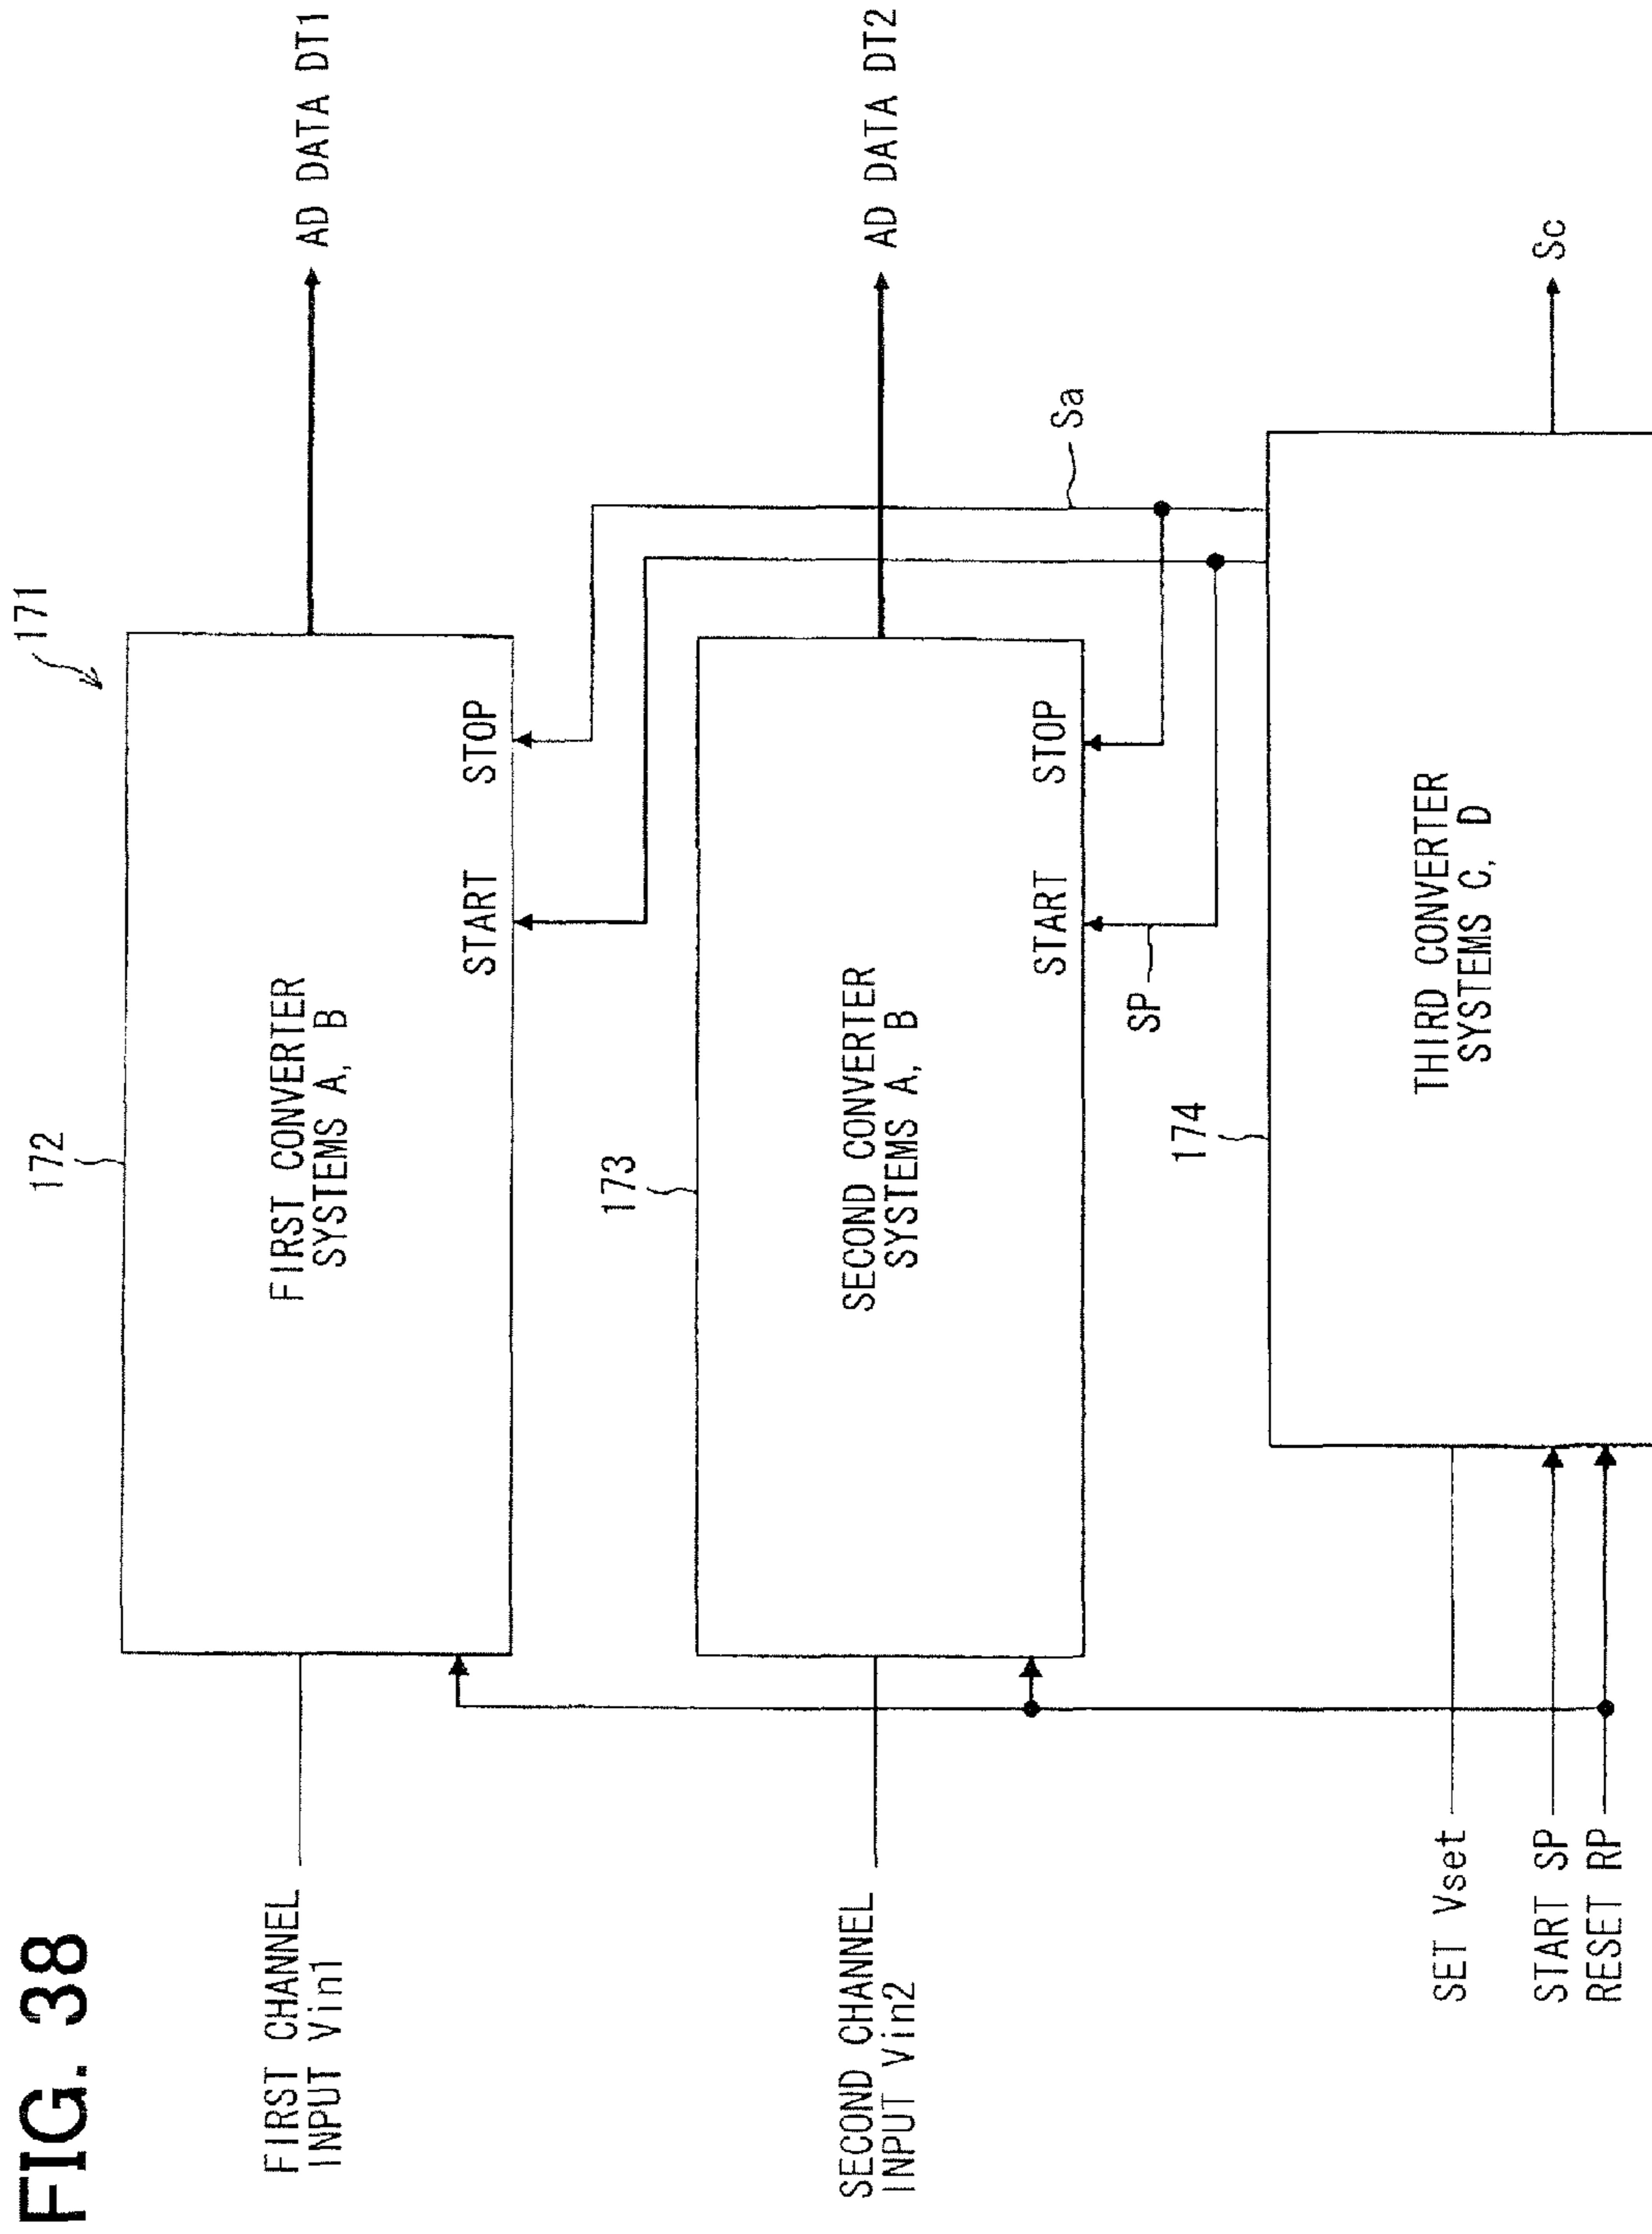 FIG. 38
171
172
FIRST CHANNEL
INPUT Vin1
FIRST CONVERTER
SYSTEMS A, B
START
STOP
AD DATA DT1
173
SECOND CHANNEL
INPUT Vin2
SECOND CONVERTER
SYSTEMS A, B
START
STOP
AD DATA DT2
SP
Sa
174
SET Vset
START SP
RESET RP
THIRD CONVERTER
SYSTEMS C, D
Sc